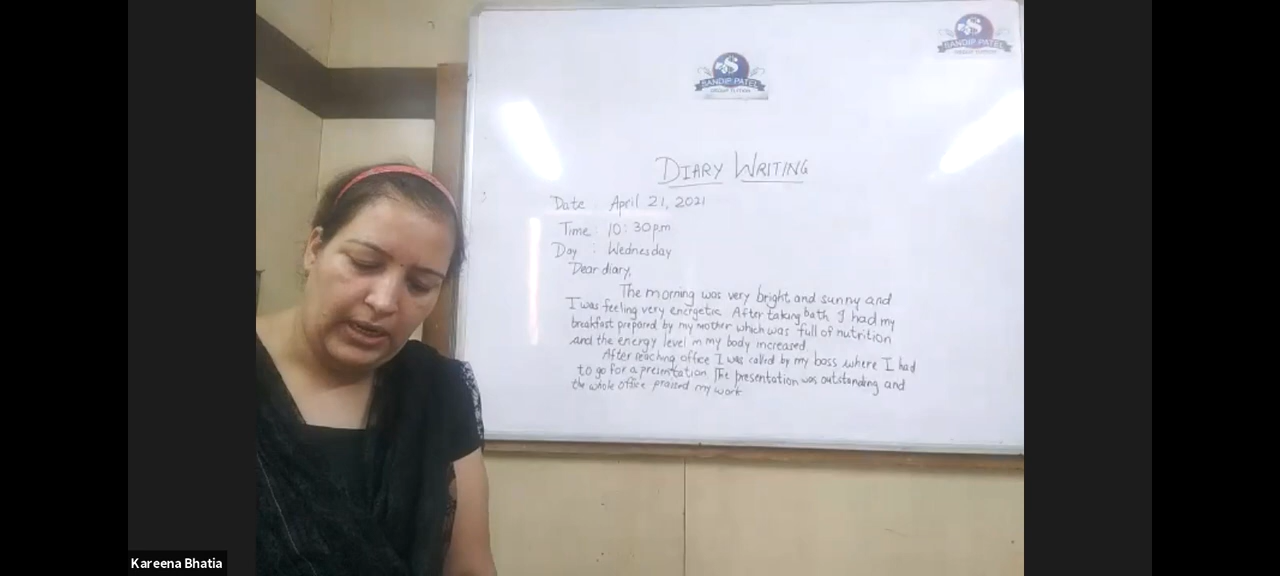 SANDIP PATEL
SANDIP PATEL
DIARY WRITING
Date : April 21, 2021
Time : 10:30pm
Day : Wednesday
Dear diary,
The morning was very bright and sunny and
I was feeling very energetic. After taking bath I had my
breakfast prepared by my mother which was full of nutrition
and the energy level in my body increased.
After reaching office I was called by my boss where I had
to go for a presentation. The presentation was outstanding and
the whole office praised my work
Kareena Bhatia